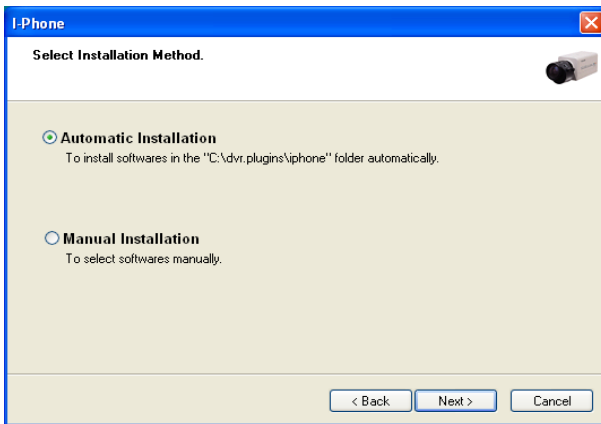 I-Phone
Select Installation Method.
Automatic Installation
To install softwares in the "C:\dvr.plugins\iphone" folder automatically.
Manual Installation
To select softwares manually.
< Back Next > Cancel